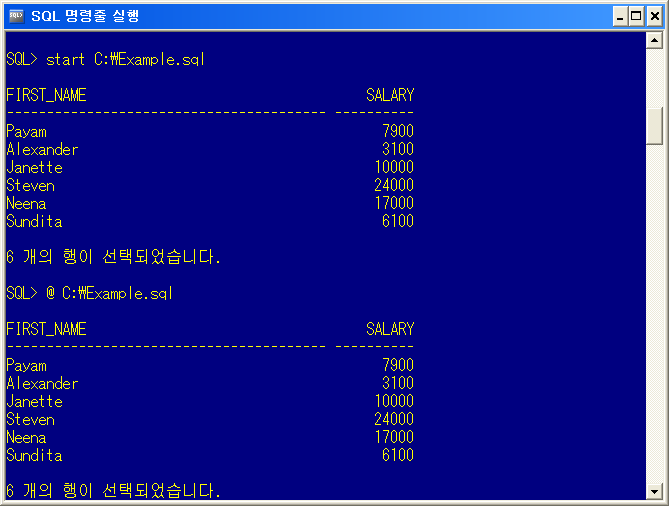 SQL 명령줄 실행
SQL> start C:₩Example.sql
FIRST_NAME SALARY
---------------------------------------- ----------
Payam 7900
Alexander 3100
Janette 10000
Steven 24000
Neena 17000
Sundita 6100
6 개의 행이 선택되었습니다.
SQL> @ C:₩Example.sql
FIRST_NAME SALARY
---------------------------------------- ----------
Payam 7900
Alexander 3100
Janette 10000
Steven 24000
Neena 17000
Sundita 6100
6 개의 행이 선택되었습니다.